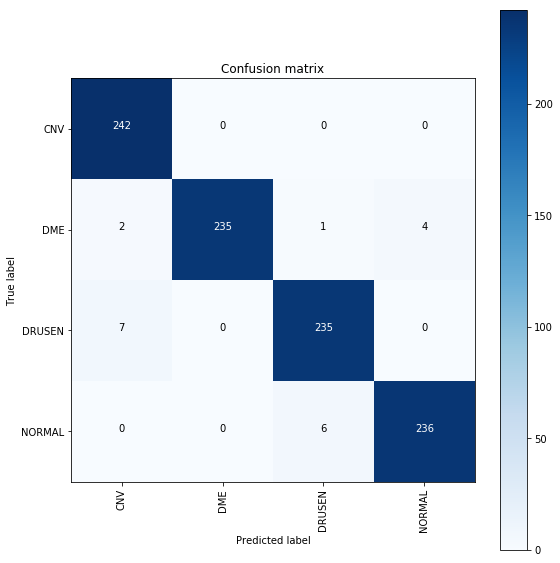 Confusion matrix
True label
CNV 242 0 0 0
DME 2 235 1 4
DRUSEN 7 0 235 0
NORMAL 0 0 6 236
CNV DME DRUSEN NORMAL
Predicted label
200
150
100
50
0